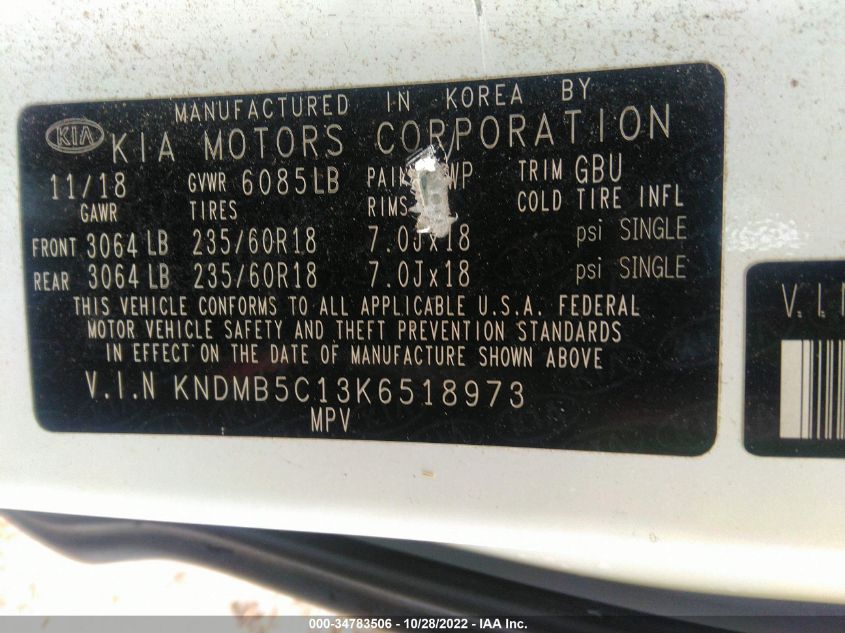 MANUFACTURED IN KOREA BY
KIA KIA MOTORS CORPORATION
11/18 GVWR 6085LB WP TRIM GBU
GAWR TIRES RIMS COLD TIRE INFL
FRONT 3064 LB 235/60R18 7.0Jx18 psi SINGLE
REAR 3064 LB 235/60R18 7.0Jx18 psi SINGLE
THIS VEHICLE CONFORMS TO ALL APPLICABLE U.S.A. FEDERAL
MOTOR VEHICLE SAFETY AND THEFT PREVENTION STANDARDS
IN EFFECT ON THE DATE OF MANUFACTURE SHOWN ABOVE
V.I.N KNDMB5C13K6518973
MPV
V.I.N
000-34783506 - 10/28/2022 - IAA Inc.